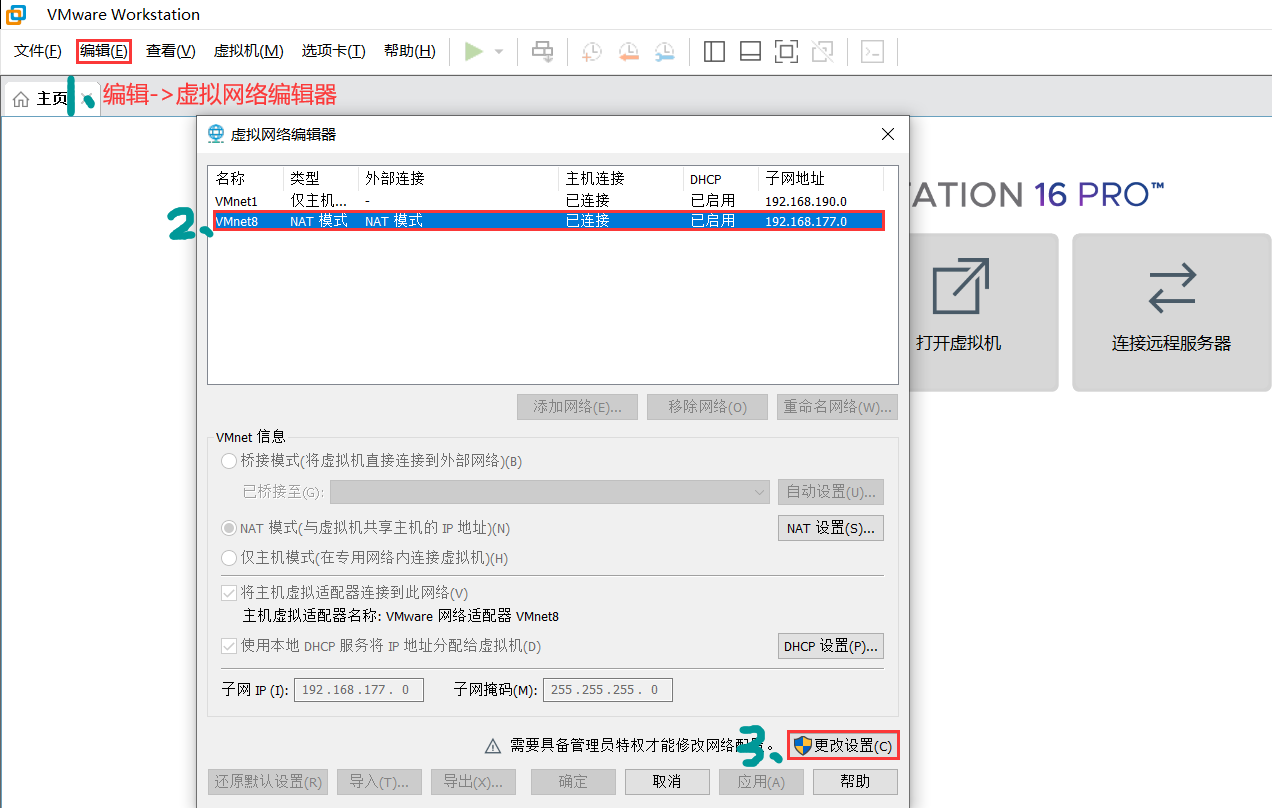 VMware Workstation
文件(F) 编辑(E) 查看(V) 虚拟机(M) 选项卡(T) 帮助(H)
主页 1、 编辑->虚拟网络编辑器
虚拟网络编辑器
名称 类型 外部连接 主机连接 DHCP 子网地址
VMnet1 仅主机... - 已连接 已启用 192.168.190.0
2、 VMnet8 NAT 模式 NAT 模式 已连接 已启用 192.168.177.0
ATION 16 PRO™
打开虚拟机 连接远程服务器
添加网络(E)... 移除网络(O) 重命名网络(W)...
VMnet 信息
桥接模式(将虚拟机直接连接到外部网络)(B)
已桥接至(G): 自动设置(U)...
NAT 模式(与虚拟机共享主机的 IP 地址)(N) NAT 设置(S)...
仅主机模式(在专用网络内连接虚拟机)(H)
将主机虚拟适配器连接到此网络(V)
主机虚拟适配器名称: VMware 网络适配器 VMnet8
使用本地 DHCP 服务将 IP 地址分配给虚拟机(D) DHCP 设置(P)...
子网 IP (I): 192.168.177. 0 子网掩码(M): 255.255.255. 0
需要具备管理员特权才能修改网络配置。 3、 更改设置(C)
还原默认设置(R) 导入(T)... 导出(X)... 确定 取消 应用(A) 帮助